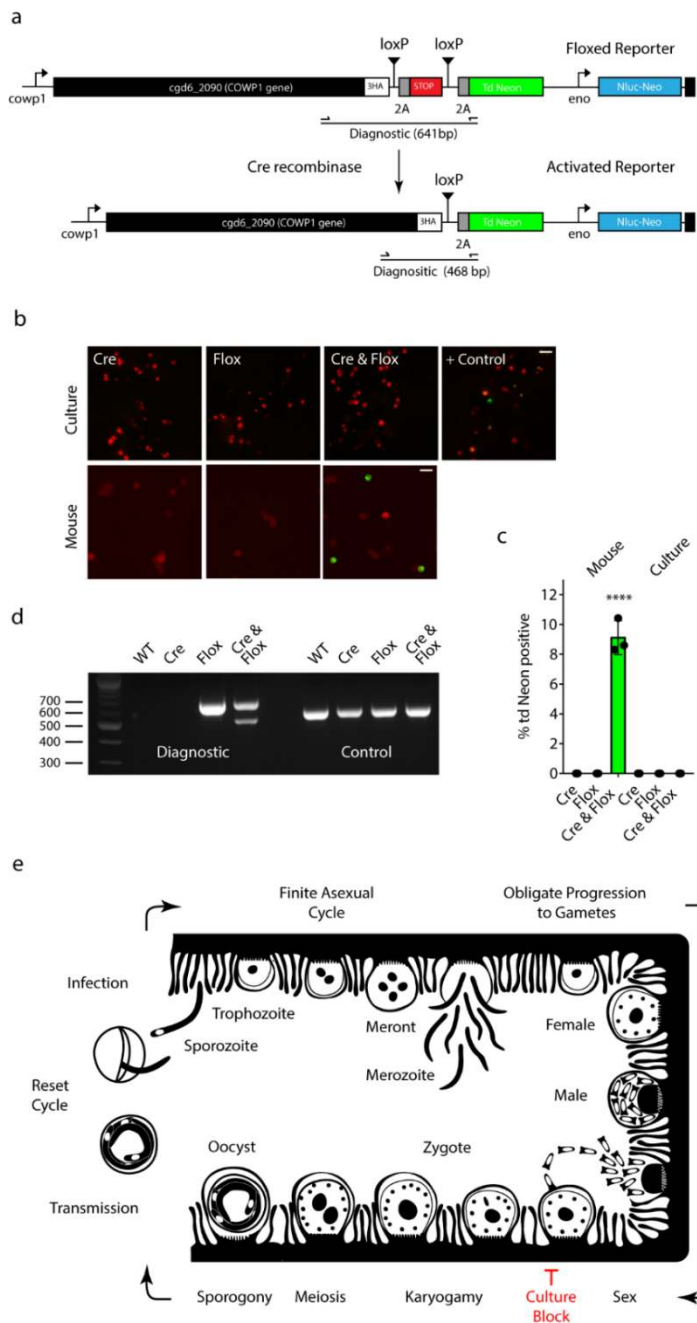 a
loxP loxP Floxed Reporter
cowp1 cgd6_2090 (COWP1 gene) 3HA STOP Td Neon eno Nluc-Neo
2A 2A
Diagnostic (641bp)
Cre recombinase loxP Activated Reporter
cowp1 cgd6_2090 (COWP1 gene) 3HA Td Neon eno Nluc-Neo
2A
Diagnositic (468 bp)
b
Cre Flox Cre & Flox + Control
Culture
Mouse
c
Mouse Culture
****
% td Neon positive
12
10
8
6
4
2
0
Cre Flox Cre & Flox Cre Flox Cre & Flox
d
WT Cre Flox Cre & Flox WT Cre Flox Cre & Flox
700
600
500
400
300
Diagnostic Control
e
Finite Asexual Cycle
Obligate Progression to Gametes
Infection
Trophozoite
Sporozoite
Meront
Merozoite
Female
Male
Reset Cycle
Oocyst
Zygote
Transmission
Sporogony Meiosis Karyogamy Culture Block Sex